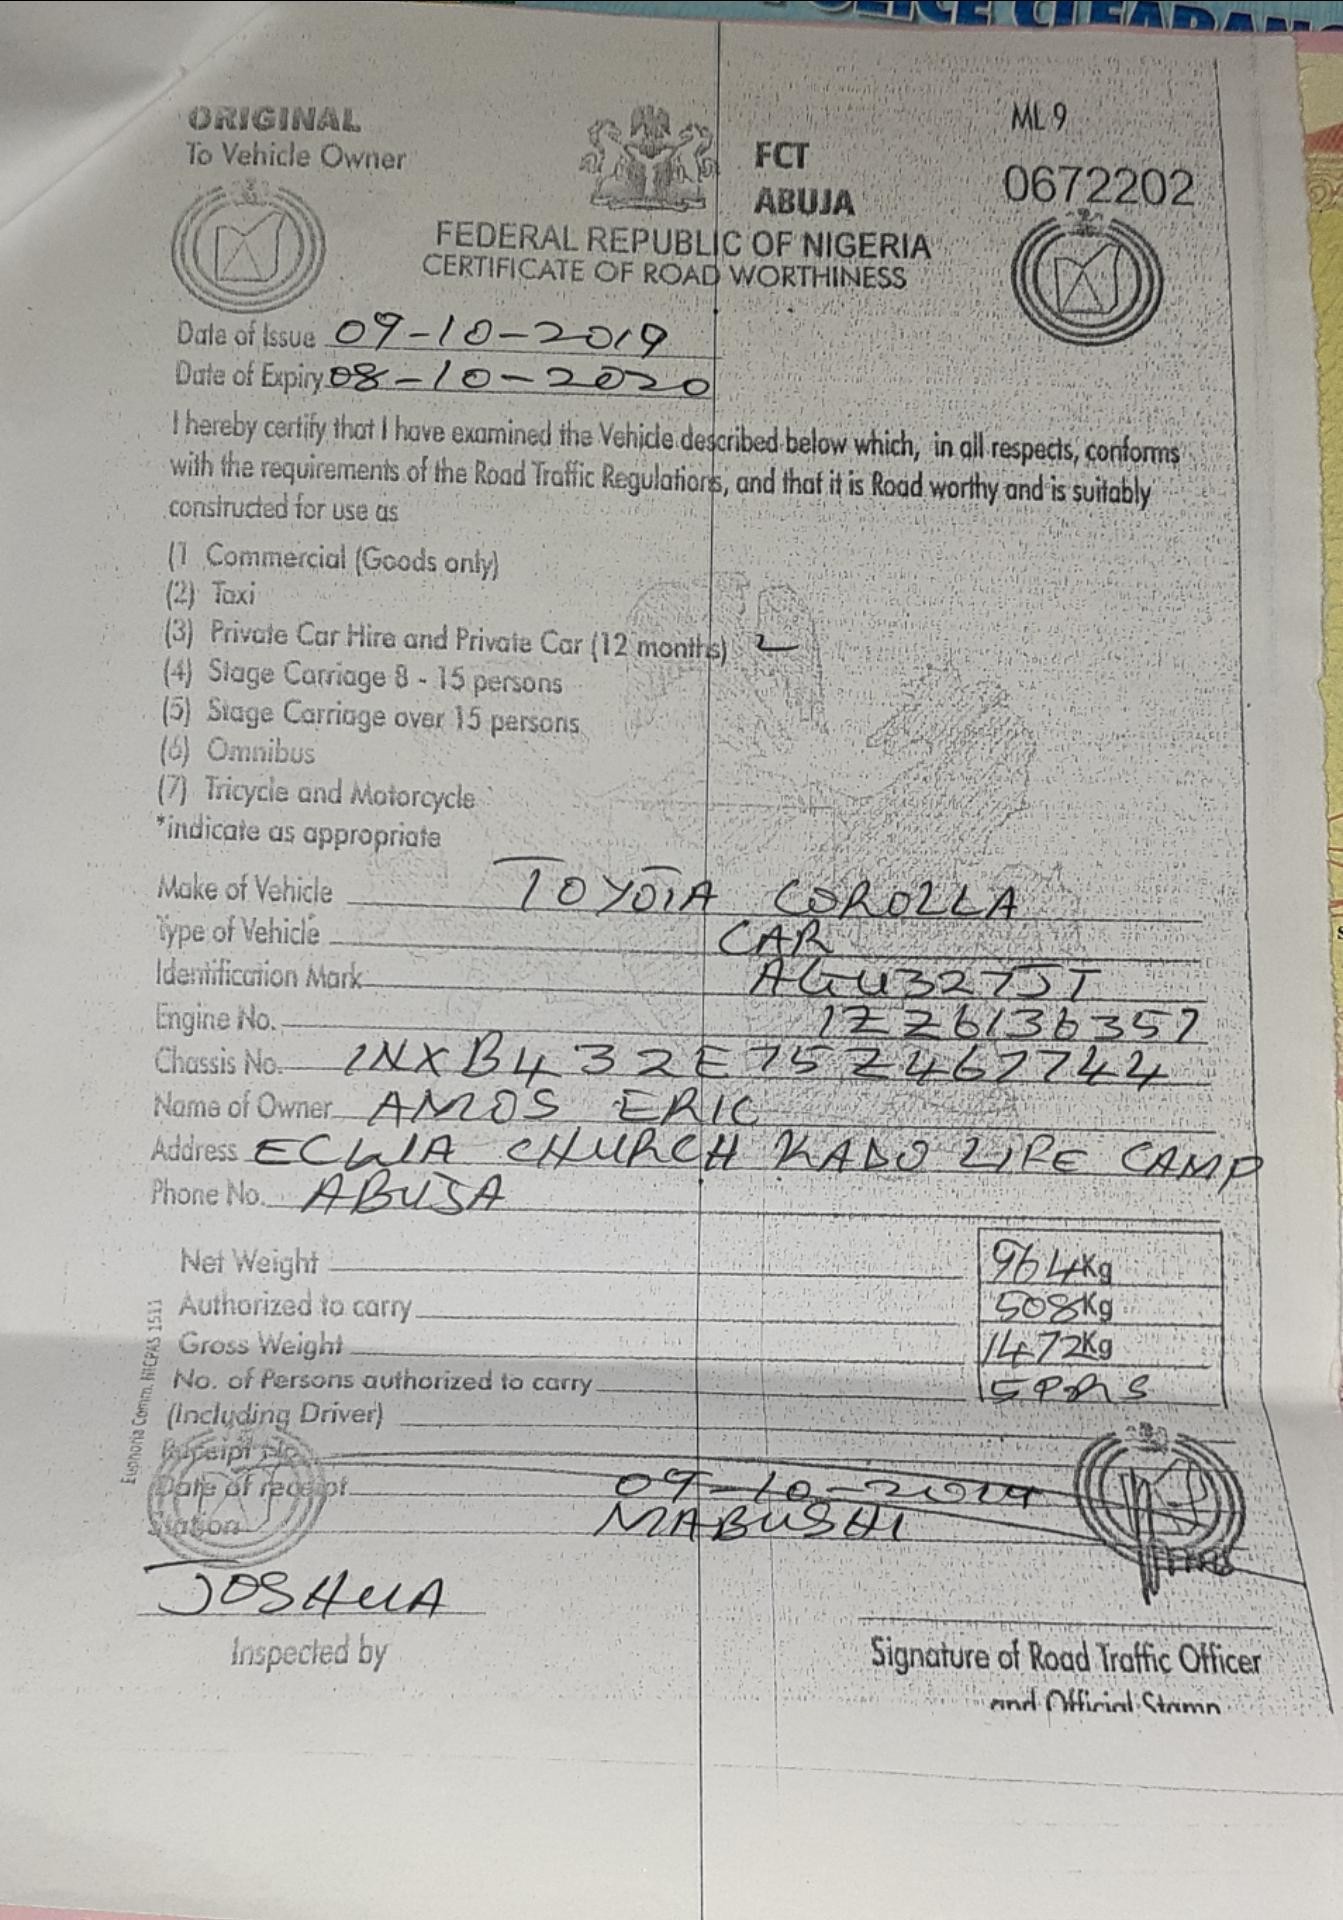 POLICE CLEARANC
ORIGINAL
To Vehicle Owner
FCT
ABUJA
ML 9
0672202
FEDERAL REPUBLIC OF NIGERIA
CERTIFICATE OF ROAD WORTHINESS
Date of Issue 09-10-2019
Date of Expiry 08-10-2020
I hereby certify that I have examined the Vehicle described below which, in all respects, conforms
with the requirements of the Road Traffic Regulations, and that it is Road worthy and is suitably
constructed for use as
(1 Commercial (Goods only)
(2) Taxi
(3) Private Car Hire and Private Car (12 months)
(4) Stage Carriage 8 - 15 persons
(5) Stage Carriage over 15 persons
(6) Omnibus
(7) Tricycle and Motorcycle
*indicate as appropriate
Make of Vehicle TOYOTA COROLLA
Type of Vehicle CAR
Identification Mark AGU327JT
Engine No. 1ZZ6136357
Chassis No. INXB432E75Z467744
Name of Owner AMOS ERIC
Address ECWA CHURCH KADO LIFE CAMP
Phone No. ABUJA
Net Weight 964Kg
Authorized to carry 508Kg
Gross Weight 1472Kg
No. of Persons authorized to carry 5PRS
(Including Driver)
Receipt No.
Date of receipt 09-10-2019
Station MABUSHI
Euphoria Comm. NICPAS 1511
JOSHUA
Inspected by
Signature of Road Traffic Officer
and Official Stamp